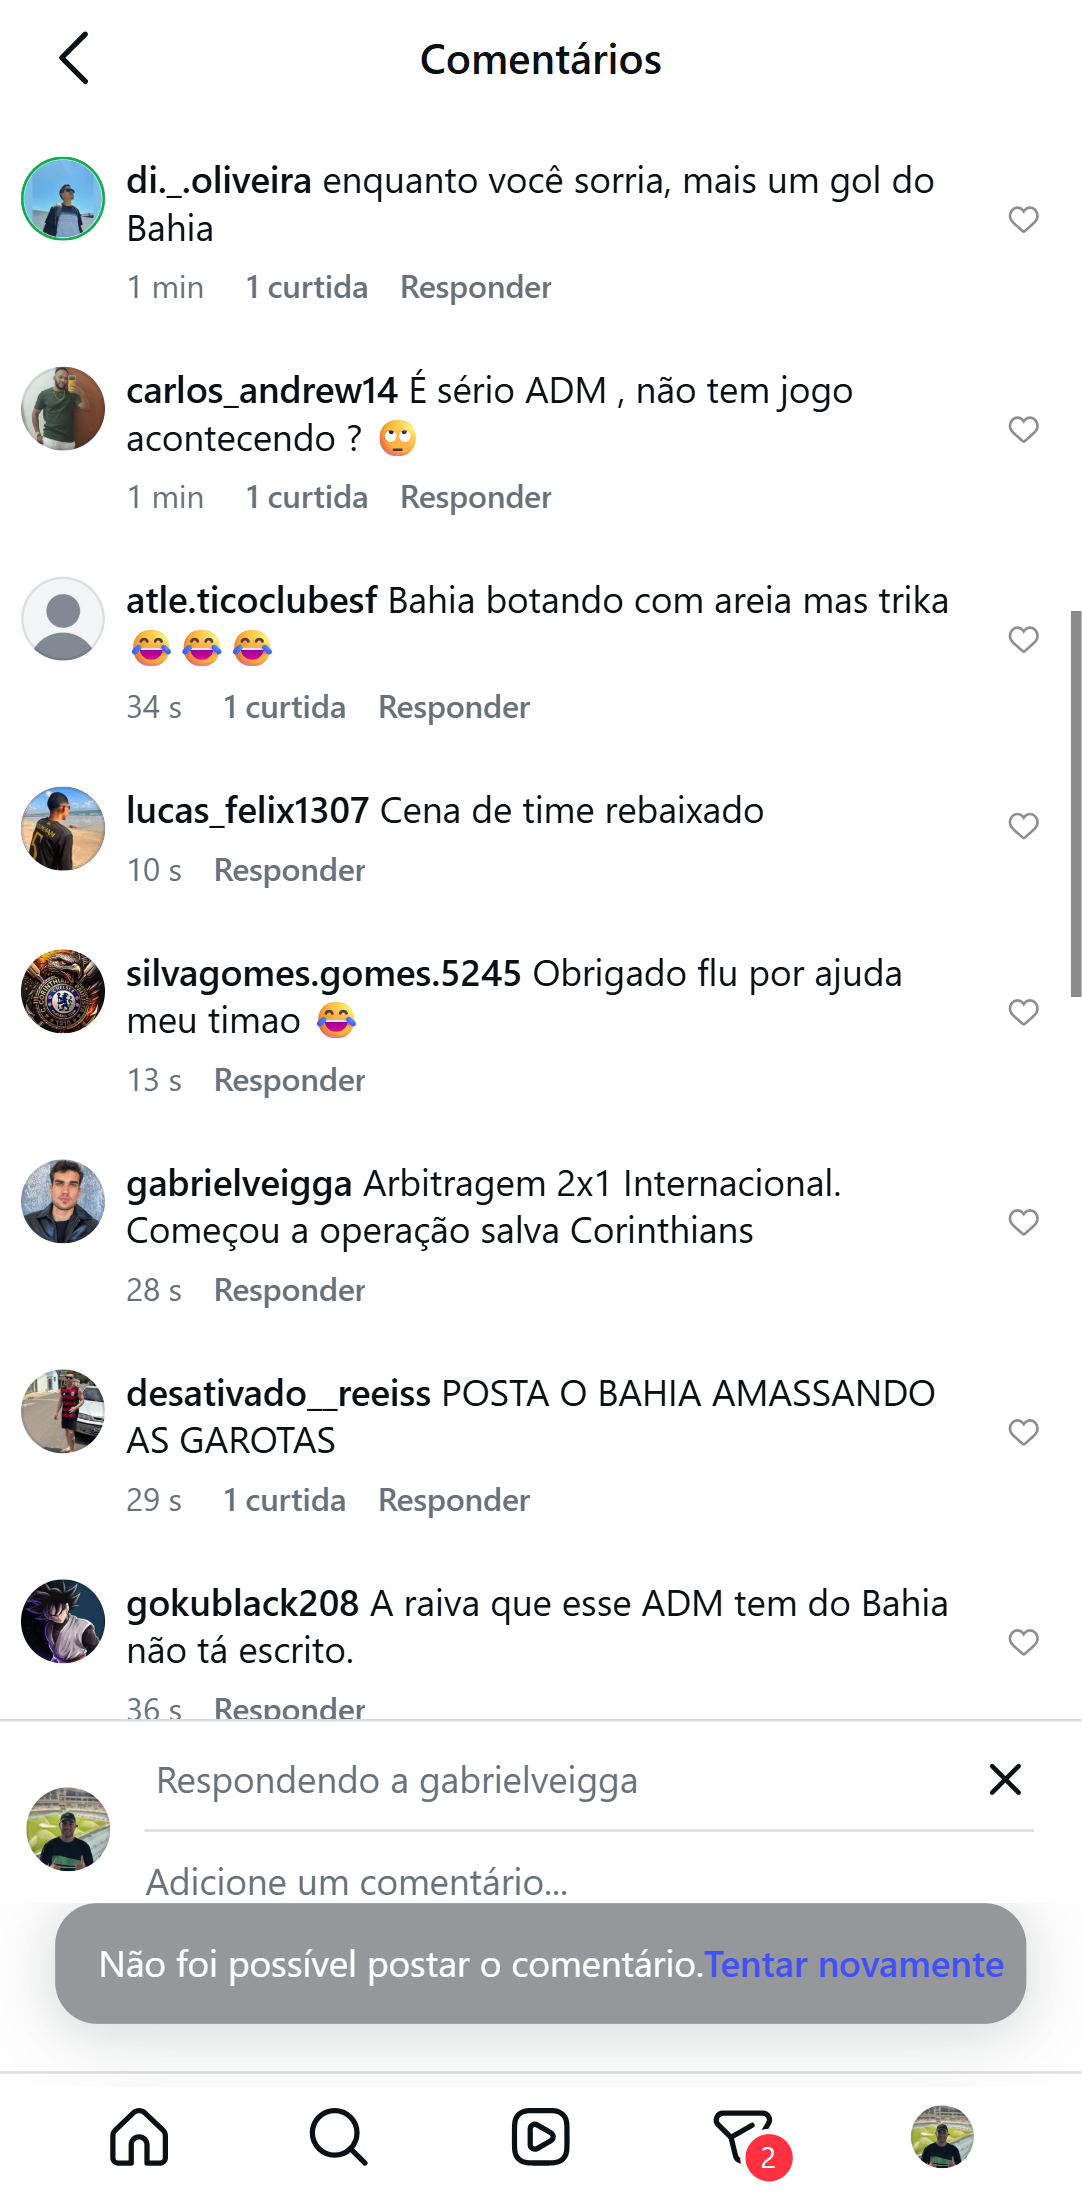 Comentários
di._.oliveira enquanto você sorria, mais um gol do
Bahia
1 min 1 curtida Responder
carlos_andrew14 É sério ADM , não tem jogo
acontecendo ? 🙄
1 min 1 curtida Responder
atle.ticoclubesf Bahia botando com areia mas trika
😂😂😂
34 s 1 curtida Responder
lucas_felix1307 Cena de time rebaixado
10 s Responder
silvagomes.gomes.5245 Obrigado flu por ajuda
meu timao 😂
13 s Responder
gabrielveigga Arbitragem 2x1 Internacional.
Começou a operação salva Corinthians
28 s Responder
desativado__reeiss POSTA O BAHIA AMASSANDO
AS GAROTAS
29 s 1 curtida Responder
gokublack208 A raiva que esse ADM tem do Bahia
não tá escrito.
36 s Responder
Respondendo a gabrielveigga
Adicione um comentário...
Não foi possível postar o comentário.Tentar novamente
2